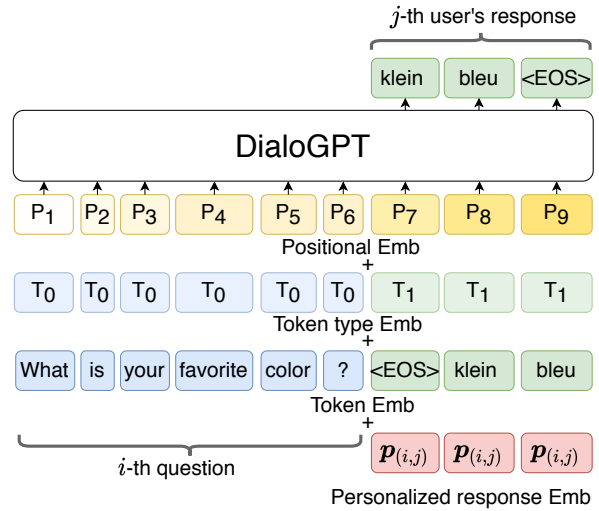 j-th user's response
klein bleu <EOS>
DialoGPT
P1 P2 P3 P4 P5 P6 P7 P8 P9
Positional Emb
+
T0 T0 T0 T0 T0 T0 T1 T1 T1
Token type Emb
+
What is your favorite color ? <EOS> klein bleu
Token Emb
+
i-th question
p(i,j) p(i,j) p(i,j)
Personalized response Emb